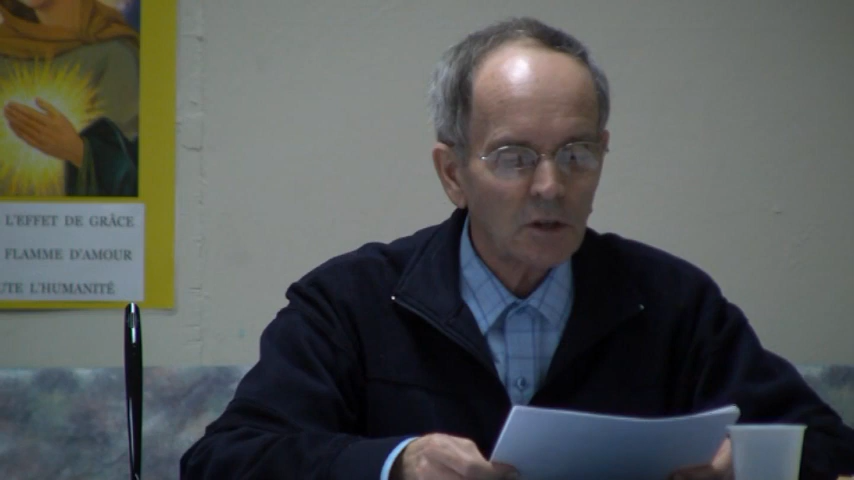 L'EFFET DE GRÂCE
FLAMME D'AMOUR
UTE L'HUMANITÉ